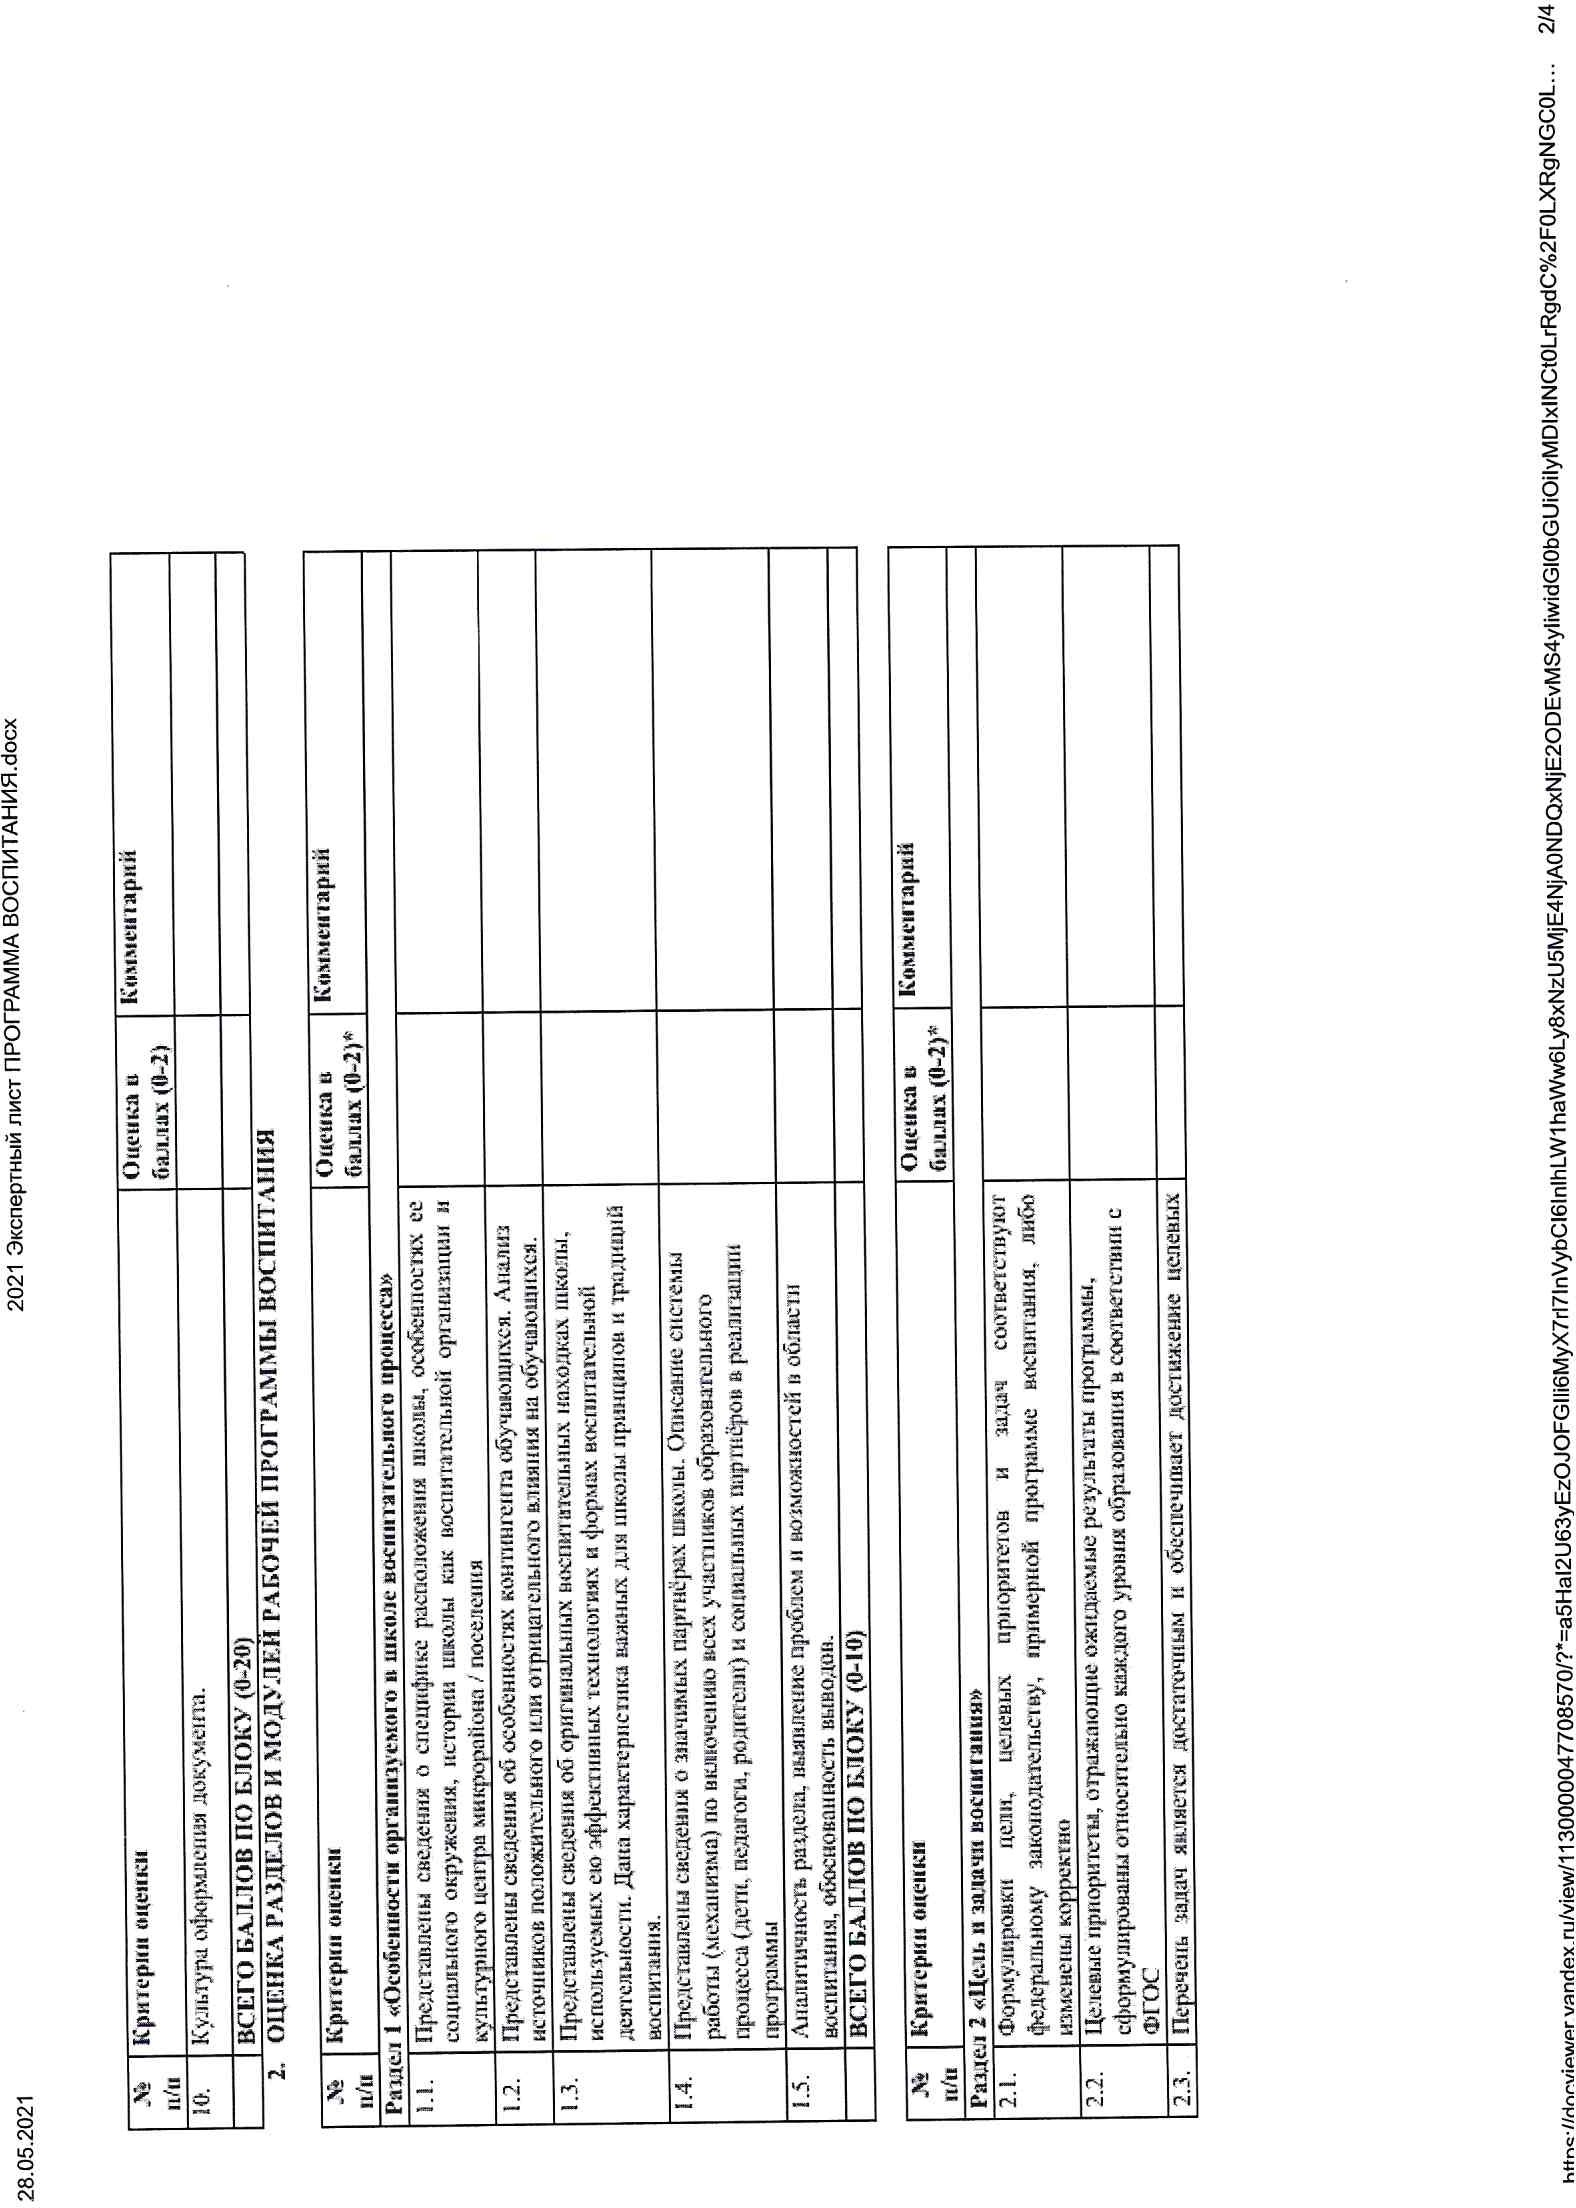 28.05.2021
2021 Экспертный лист ПРОГРАММА ВОСПИТАНИЯ.docx
№ п/п
Критерии оценки
Оценка в баллах (0-2)
Комментарий
10.
Культура оформления документа.
ВСЕГО БАЛЛОВ ПО БЛОКУ (0-20)
2. ОЦЕНКА РАЗДЕЛОВ И МОДУЛЕЙ РАБОЧЕЙ ПРОГРАММЫ ВОСПИТАНИЯ
№ п/п
Критерии оценки
Оценка в баллах (0-2)*
Комментарий
Раздел 1 «Особенности организуемого в школе воспитательного процесса»
1.1.
Представлены сведения о специфике расположения школы, особенностях ее
социального окружения, истории школы как воспитательной организации и
культурного центра микрорайона / поселения
1.2.
Представлены сведения об особенностях контингента обучающихся. Анализ
источников положительного или отрицательного влияния на обучающихся.
1.3.
Представлены сведения об оригинальных воспитательных находках школы,
используемых ею эффективных технологиях и формах воспитательной
деятельности. Дана характеристика важных для школы принципов и традиций
воспитания.
1.4.
Представлены сведения о значимых партнёрах школы. Описание системы
работы (механизма) по включению всех участников образовательного
процесса (дети, педагоги, родители) и социальных партнёров в реализации
программы
1.5.
Аналитичность раздела, выявление проблем и возможностей в области
воспитания, обоснованность выводов.
ВСЕГО БАЛЛОВ ПО БЛОКУ (0-10)
№ п/п
Критерии оценки
Оценка в баллах (0-2)*
Комментарий
Раздел 2 «Цель и задачи воспитания»
2.1.
Формулировки цели, целевых приоритетов и задач соответствуют
федеральному законодательству, примерной программе воспитания, либо
изменены корректно
2.2.
Целевые приоритеты, отражающие ожидаемые результаты программы,
сформулированы относительно каждого уровня образования в соответствии с
ФГОС
2.3.
Перечень задач является достаточным и обеспечивает достижение целевых
2/4